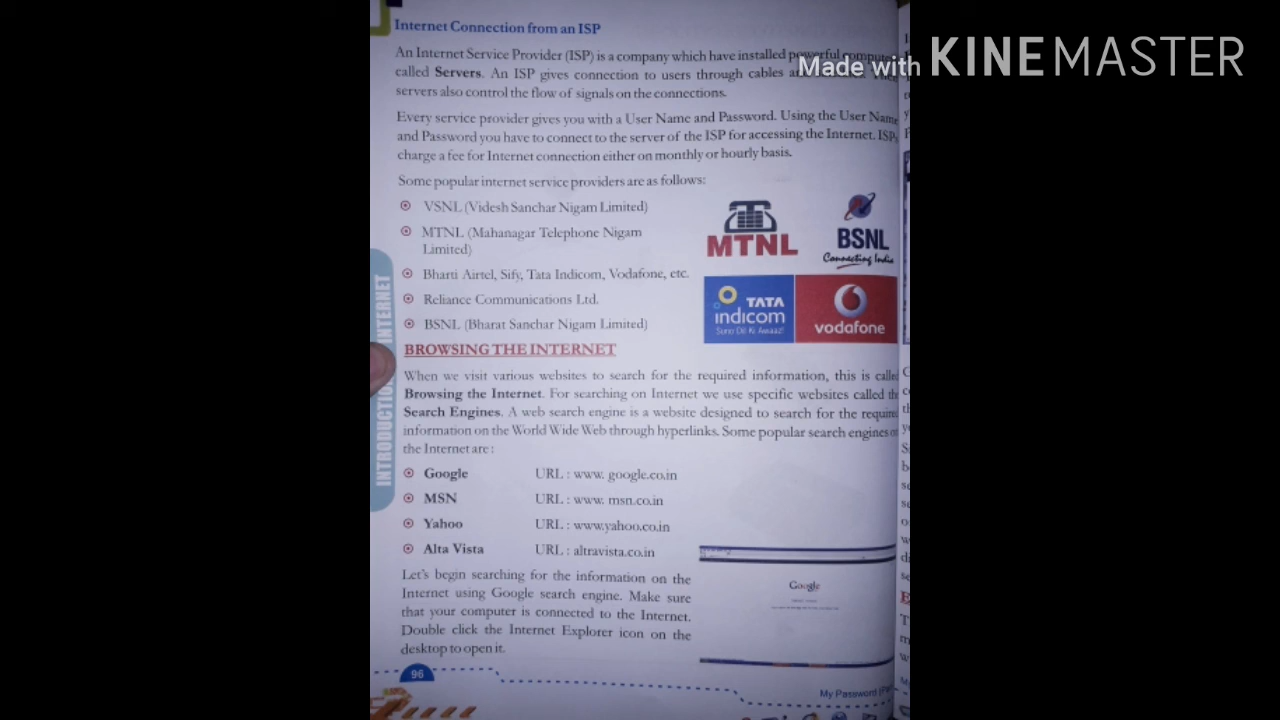 Internet Connection from an ISP
An Internet Service Provider (ISP) is a company which have installed powerful
called Servers. An ISP gives connection to users through cables
servers also control the flow of signals on the connections.
Every service provider gives you with a User Name and Password. Using the User Name
and Password you have to connect to the server of the ISP for accessing the Internet. ISPs
charge a fee for Internet connection either on monthly or hourly basis.
Some popular internet service providers are as follows:
VSNL (Videsh Sanchar Nigam Limited)
MTNL (Mahanagar Telephone Nigam
Limited)
Bharti Airtel, Sify, Tata Indicom, Vodafone, etc.
Reliance Communications Ltd.
BSNL (Bharat Sanchar Nigam Limited)
MTNL
BSNL
Connecting India
TATA
indicom
Suno Dil Ki Awaaz!
vodafone
BROWSING THE INTERNET
When we visit various websites to search for the required information, this is called
Browsing the Internet. For searching on Internet we use specific websites called the
Search Engines. A web search engine is a website designed to search for the required
information on the World Wide Web through hyperlinks. Some popular search engines on
the Internet are :
Google URL : www. google.co.in
MSN URL : www. msn.co.in
Yahoo URL : www.yahoo.co.in
Alta Vista URL : altravista.co.in
Let's begin searching for the information on the
Internet using Google search engine. Make sure
that your computer is connected to the Internet.
Double click the Internet Explorer icon on the
desktop to open it.
Google
96
My Password
INTRODUCTION INTERNET
Made with KINEMASTER